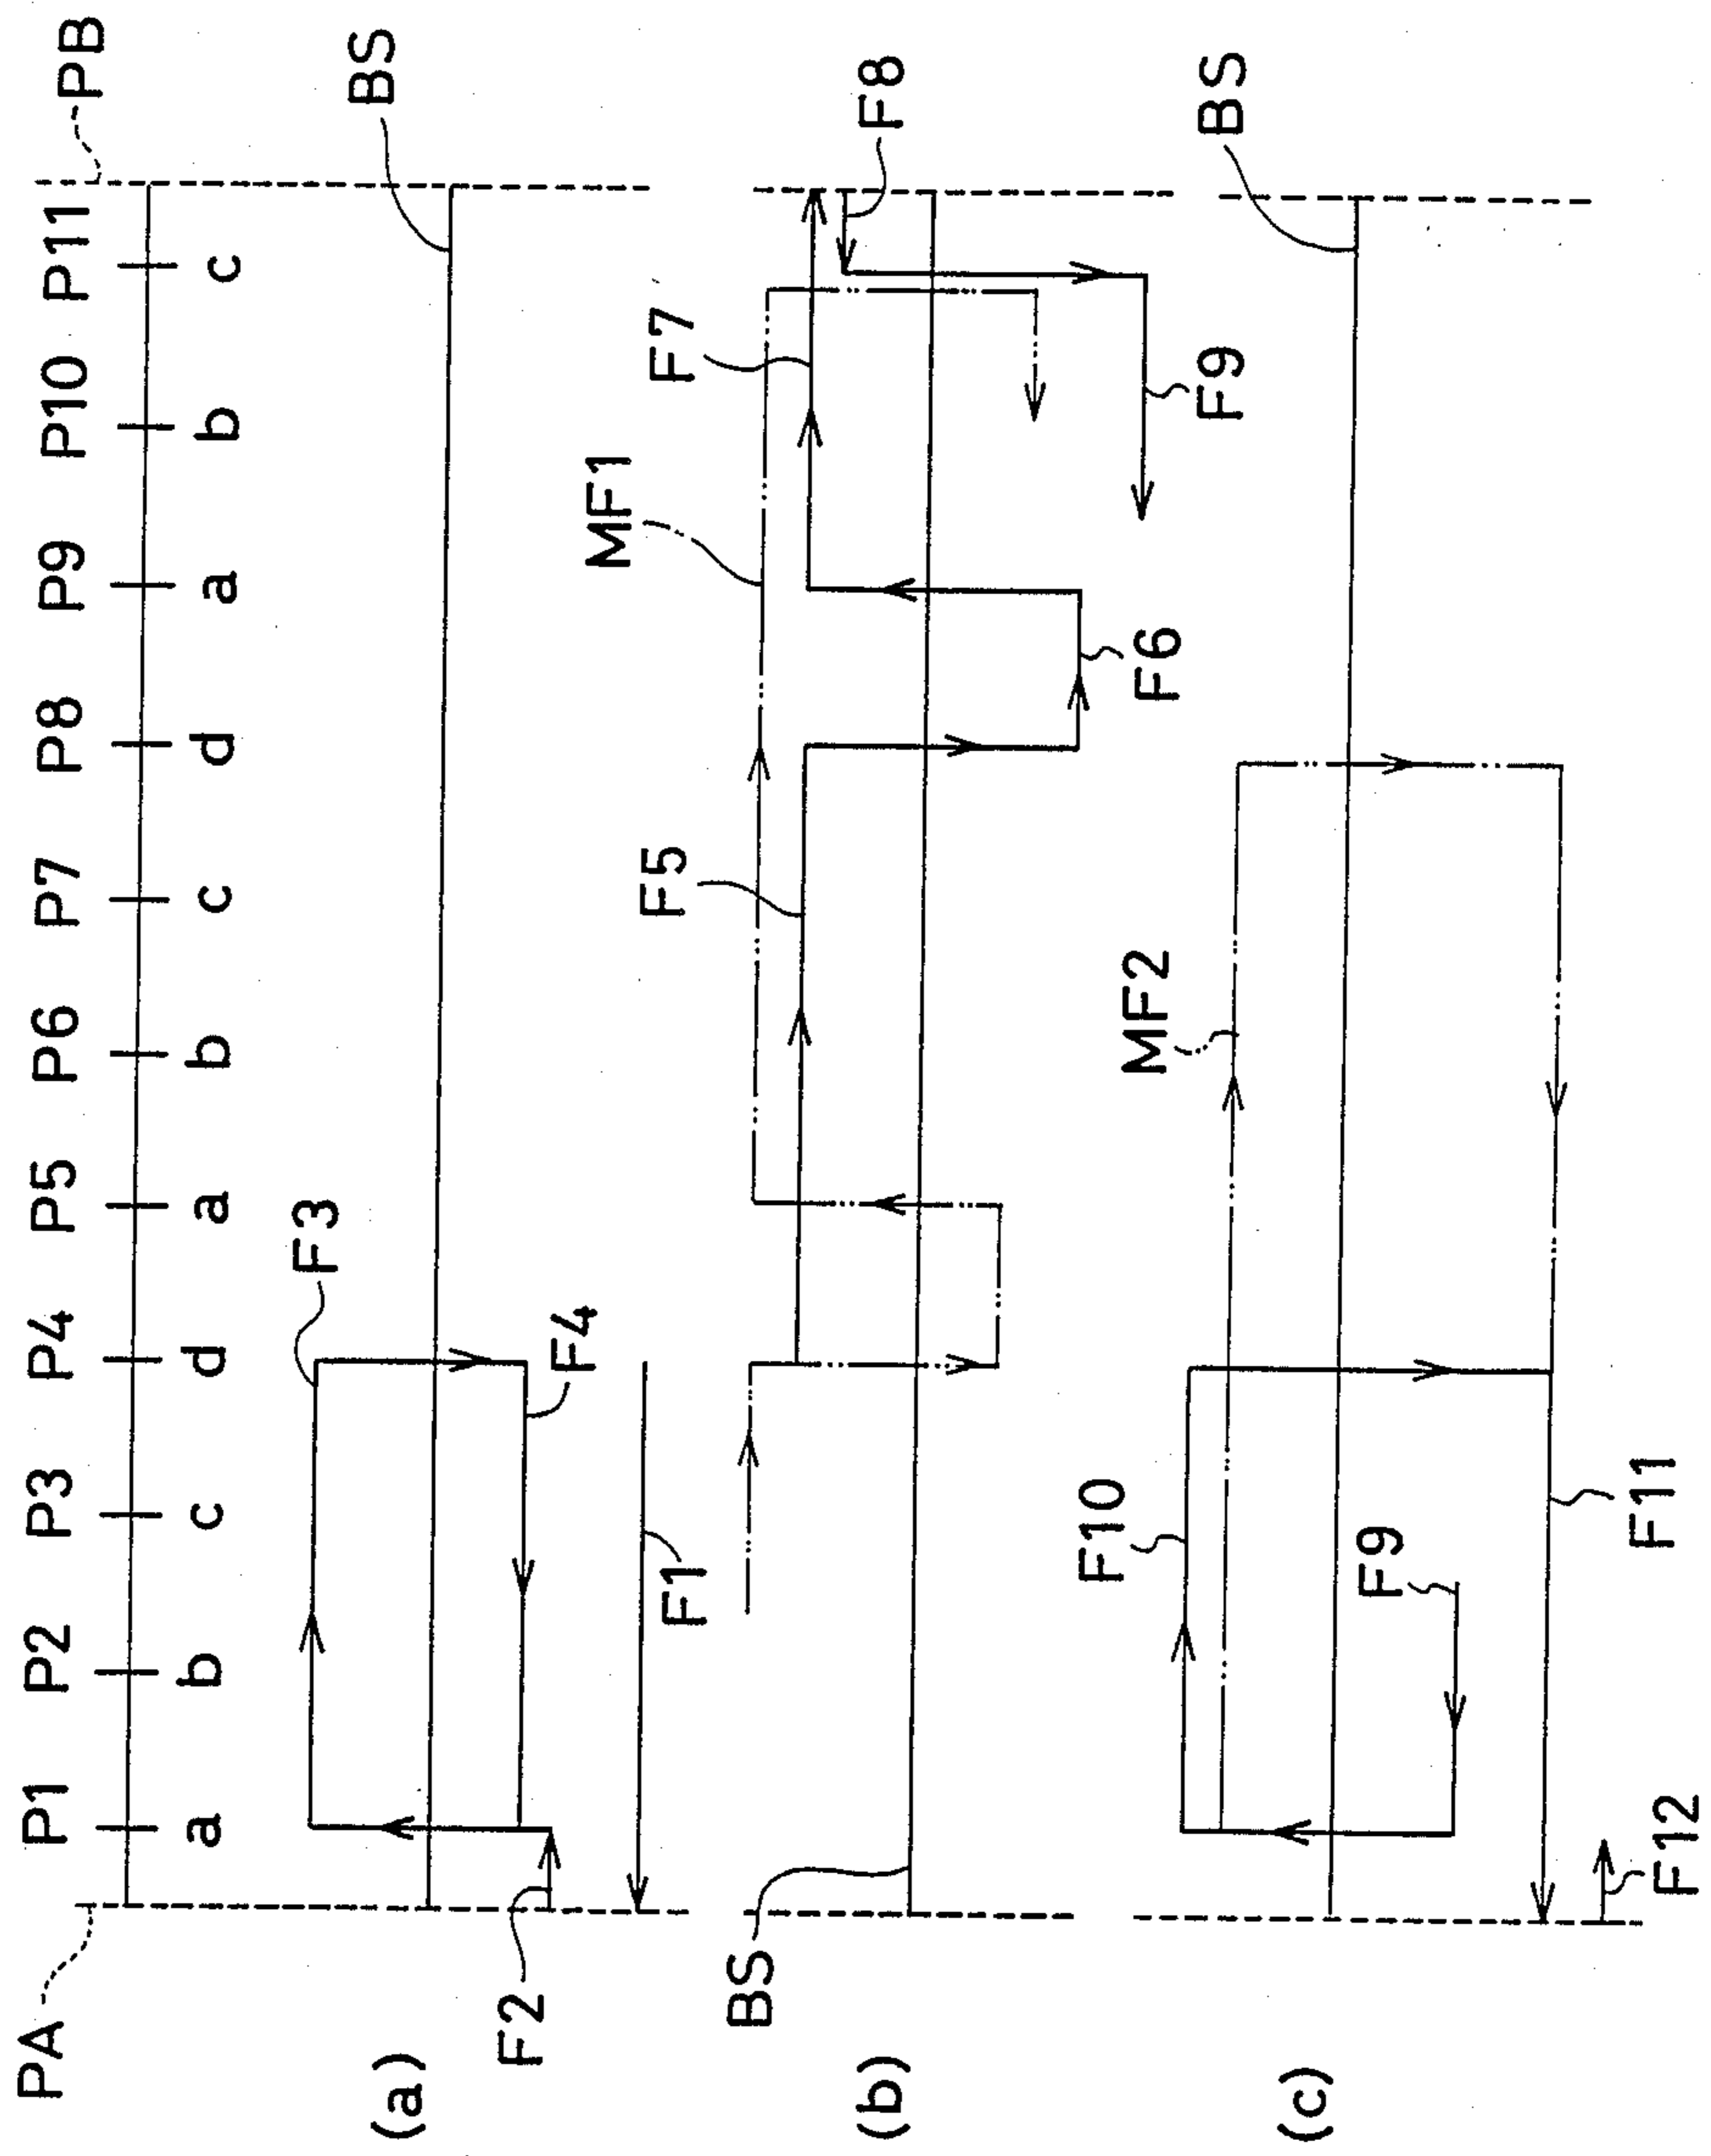 PA PB
P1 P2 P3 P4 P5 P6 P7 P8 P9 P10 P11
a b c d a b c d a b c
F3
(a) BS
F2 F4
F1
MF1 F7
F5
BS
(b) F8
F6 F9
F10 MF2
BS
(c) F9
F11
F12